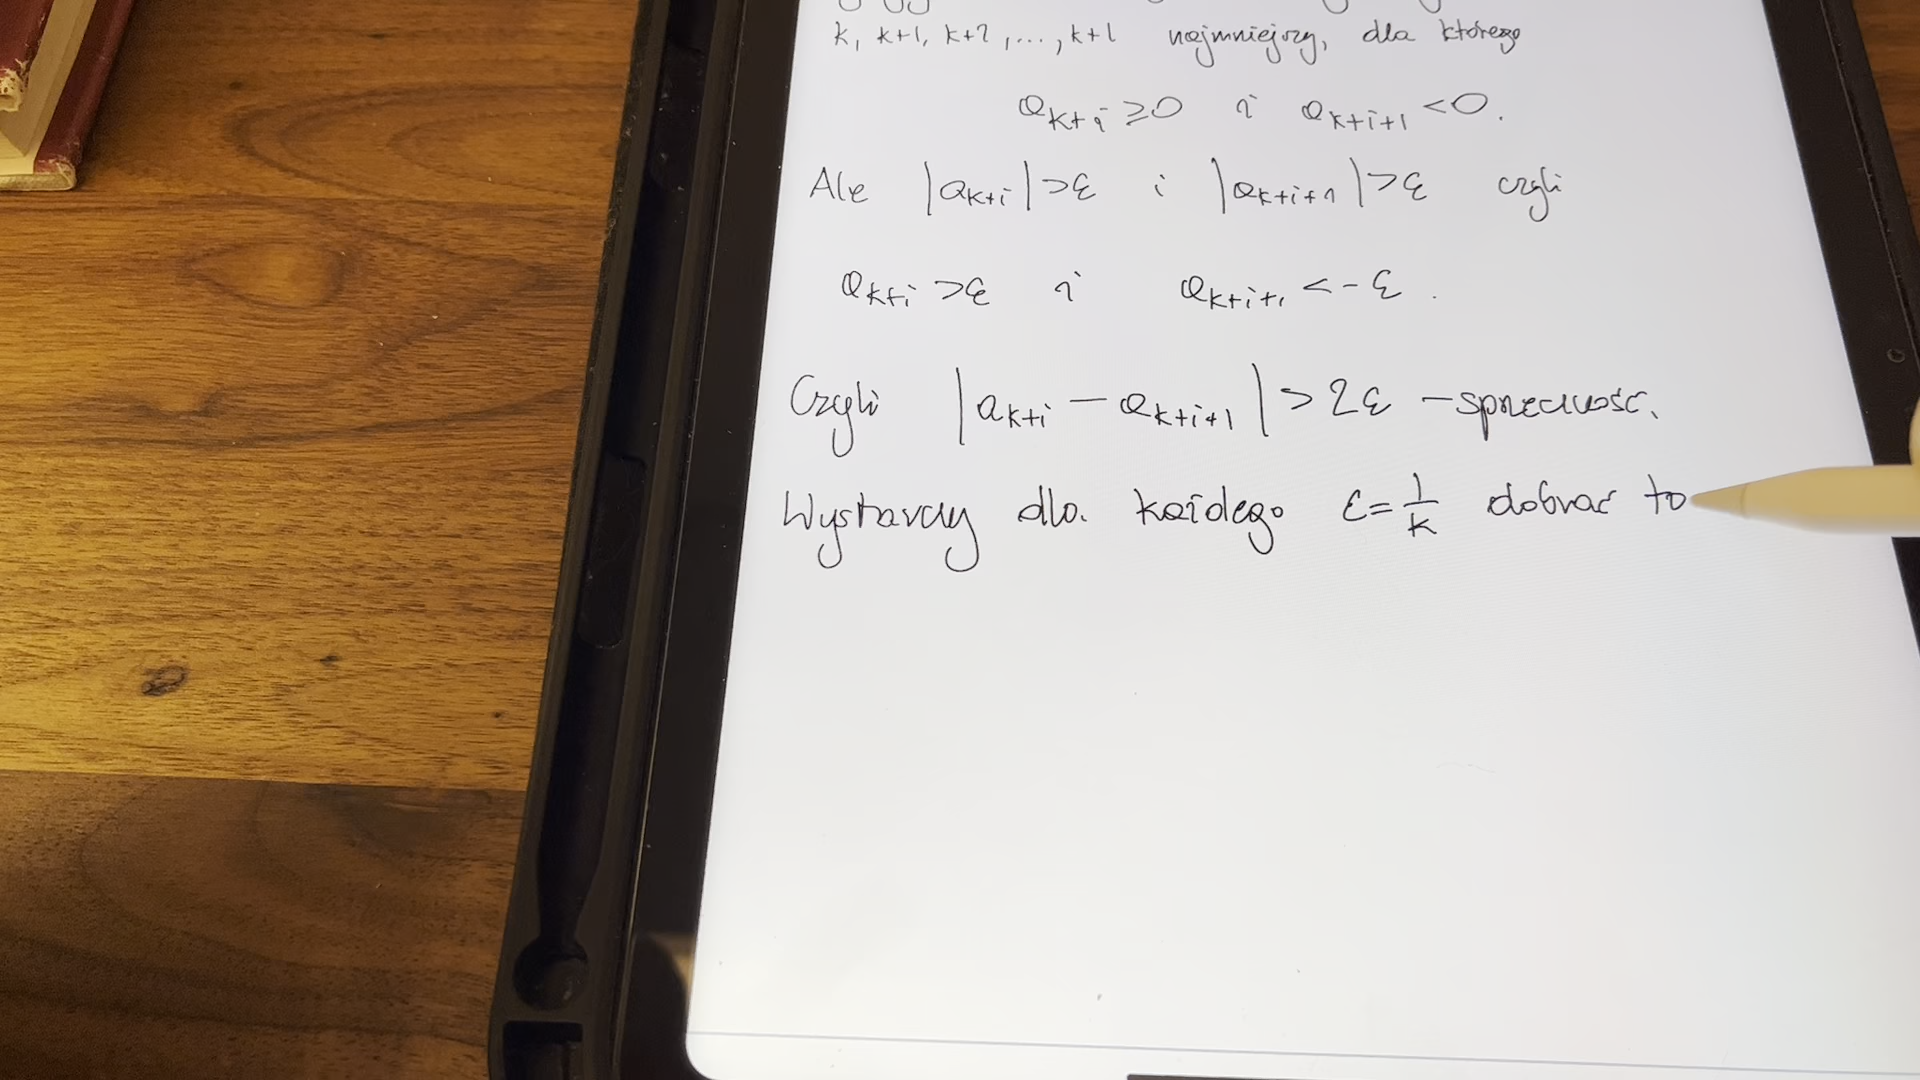 k, k+1, k+2, ..., k+l najmniejszy, dla którego
a_{k+i} ≥ 0 i a_{k+i+1} < 0.
Ale |a_{k+i}| > ε i |a_{k+i+1}| > ε czyli
a_{k+i} > ε i a_{k+i+1} < -ε.
Czyli |a_{k+i} - a_{k+i+1}| > 2ε - sprzeczność.
Wystarczy dla każdego ε = 1/k dobrać to